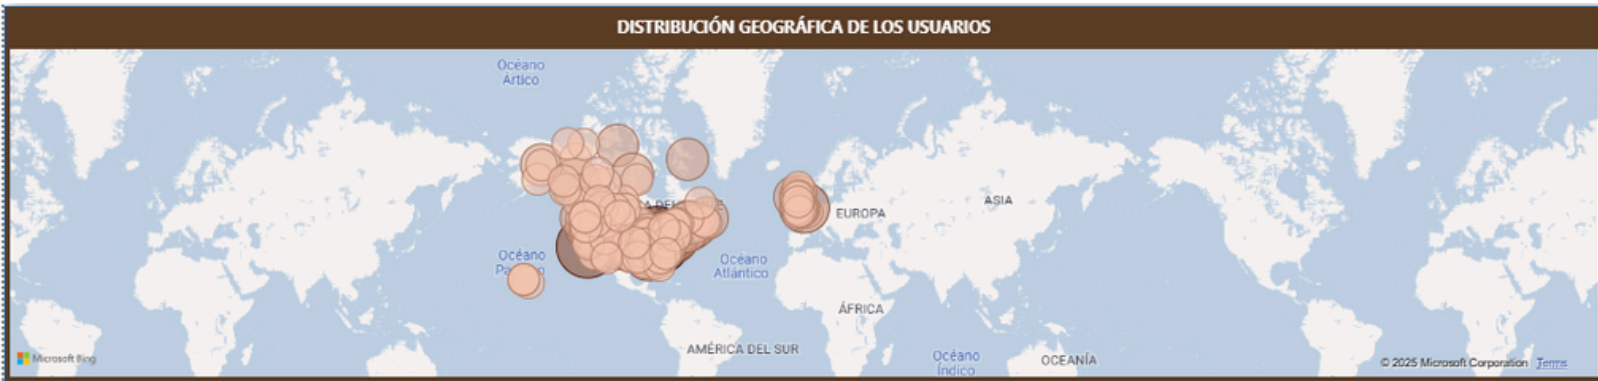 DISTRIBUCIÓN GEOGRÁFICA DE LOS USUARIOS
Océano
Ártico
EUROPA
ASIA
Océano
Océano
Atlántico
ÁFRICA
AMÉRICA DEL SUR
Océano
Índico
OCEANÍA
Microsoft Bing
© 2025 Microsoft Corporation Terms